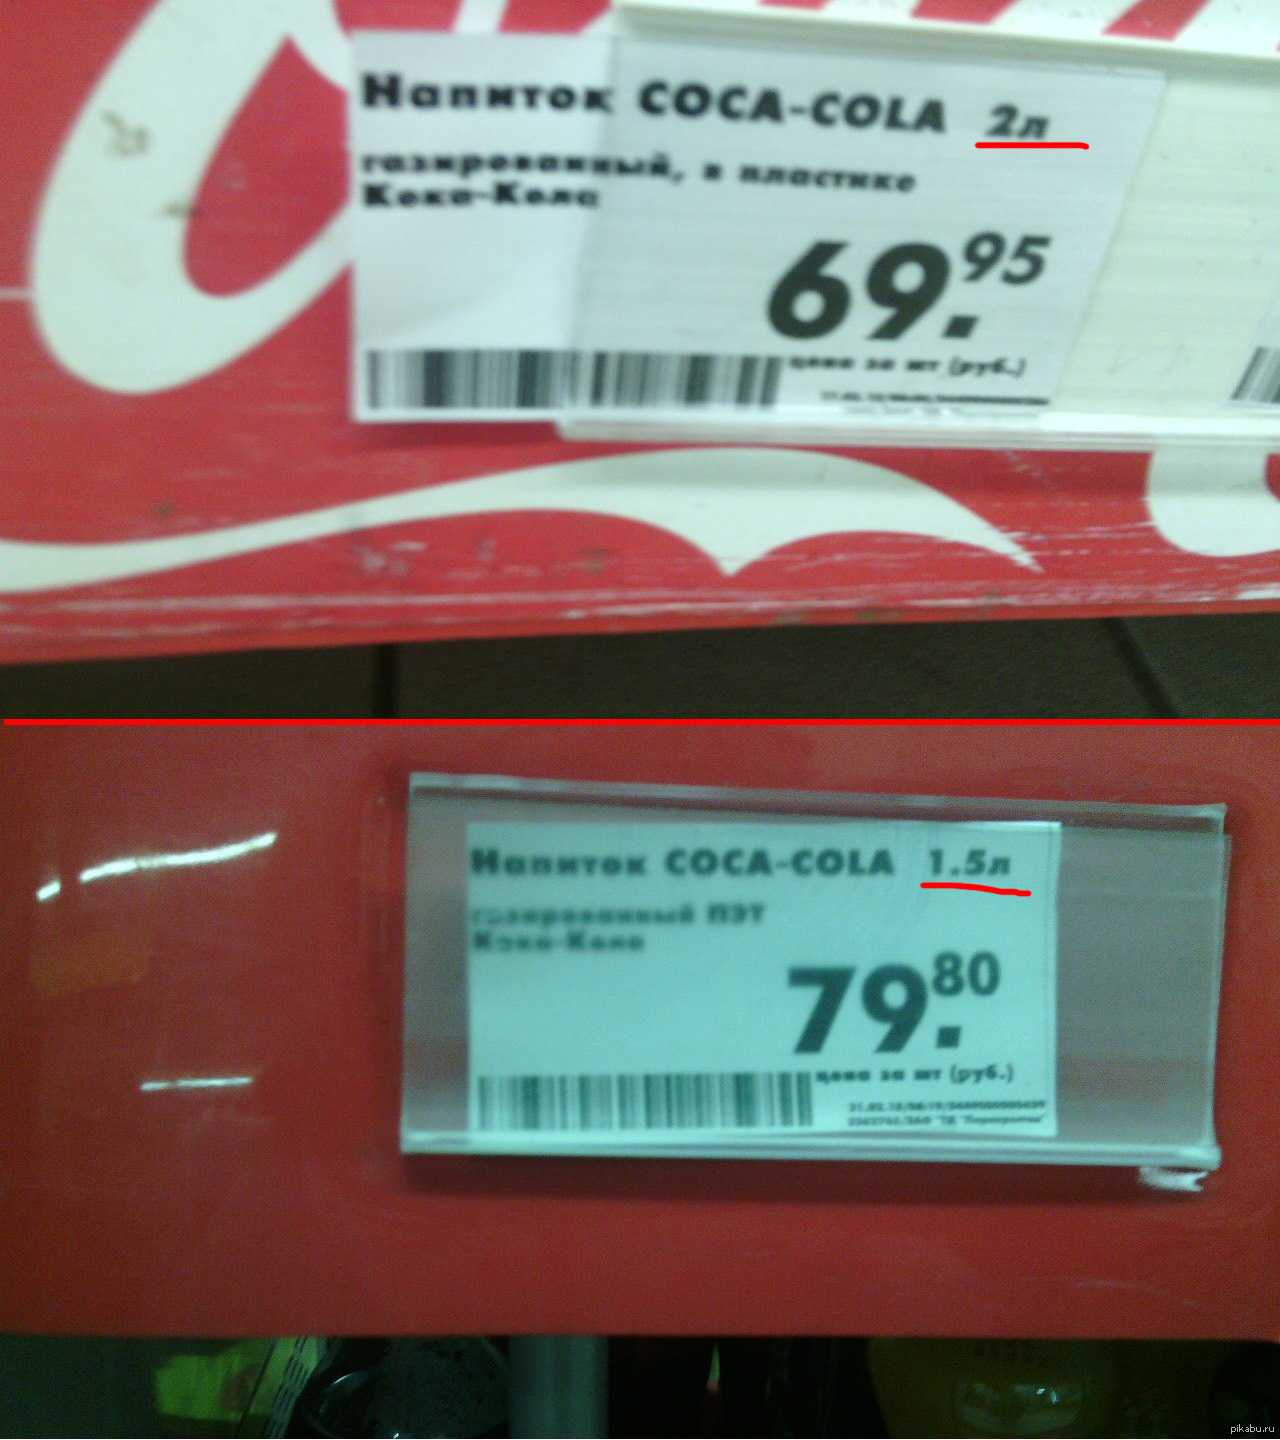 Напиток COCA-COLA 2л
газированный, в пластике
Кока-Кола
69.95
цена за шт (руб.)
Напиток COCA-COLA 1.5л
газированный ПЭТ
Кока-Кола
79.80
цена за шт (руб.)
pikabu.ru